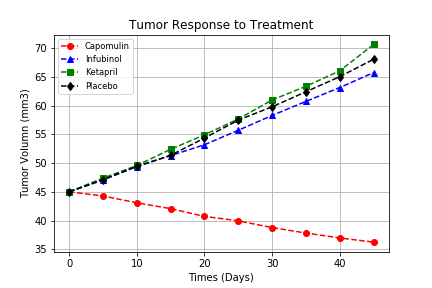 Tumor Response to Treatment
Tumor Volumn (mm3)
70
65
60
55
50
45
40
35
Capomulin
Infubinol
Ketapril
Placebo
0
10
20
30
40
Times (Days)